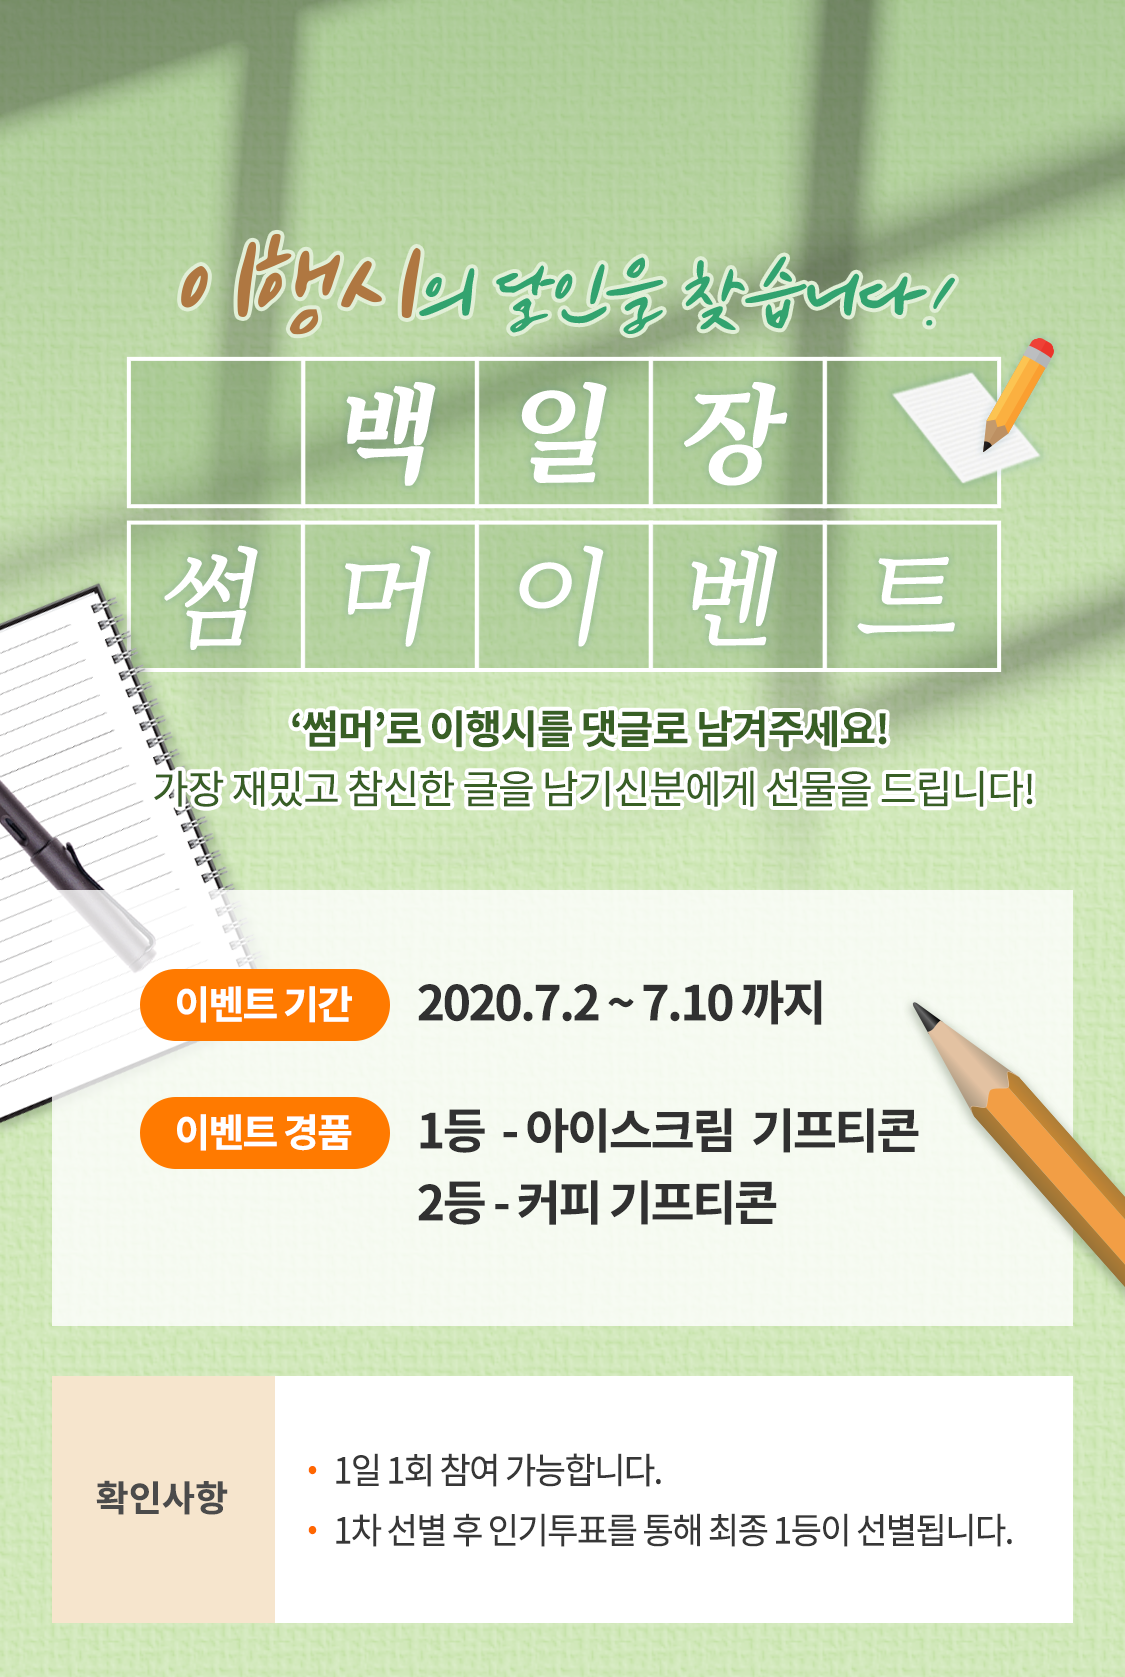 이행시의 달인을 찾습니다!
백일장
썸머이벤트
‘썸머’로 이행시를 댓글로 남겨주세요!
가장 재밌고 참신한 글을 남기신분에게 선물을 드립니다!
이벤트 기간 2020.7.2 ~ 7.10 까지
이벤트 경품 1등 - 아이스크림 기프티콘
2등 - 커피 기프티콘
확인사항
• 1일 1회 참여 가능합니다.
• 1차 선별 후 인기투표를 통해 최종 1등이 선별됩니다.